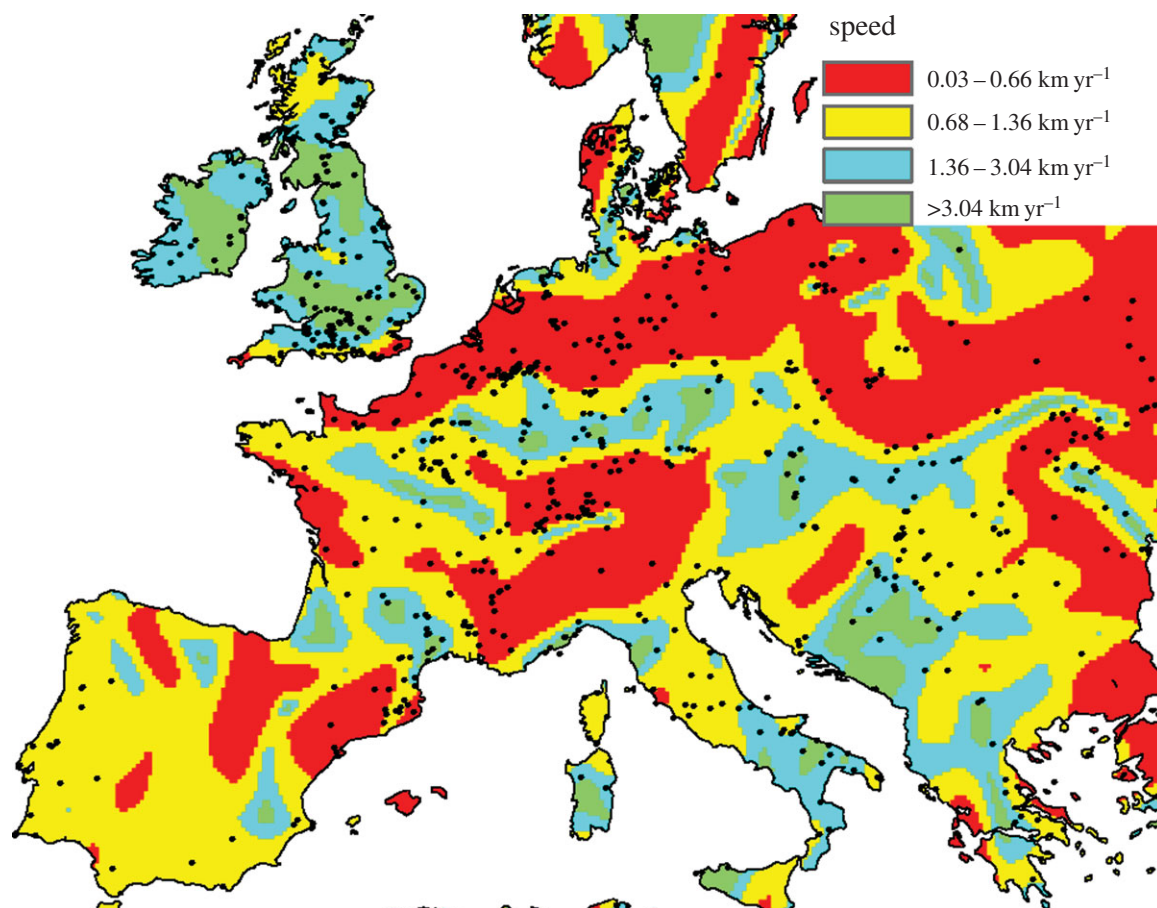 speed
0.03 – 0.66 km yr⁻¹
0.68 – 1.36 km yr⁻¹
1.36 – 3.04 km yr⁻¹
>3.04 km yr⁻¹